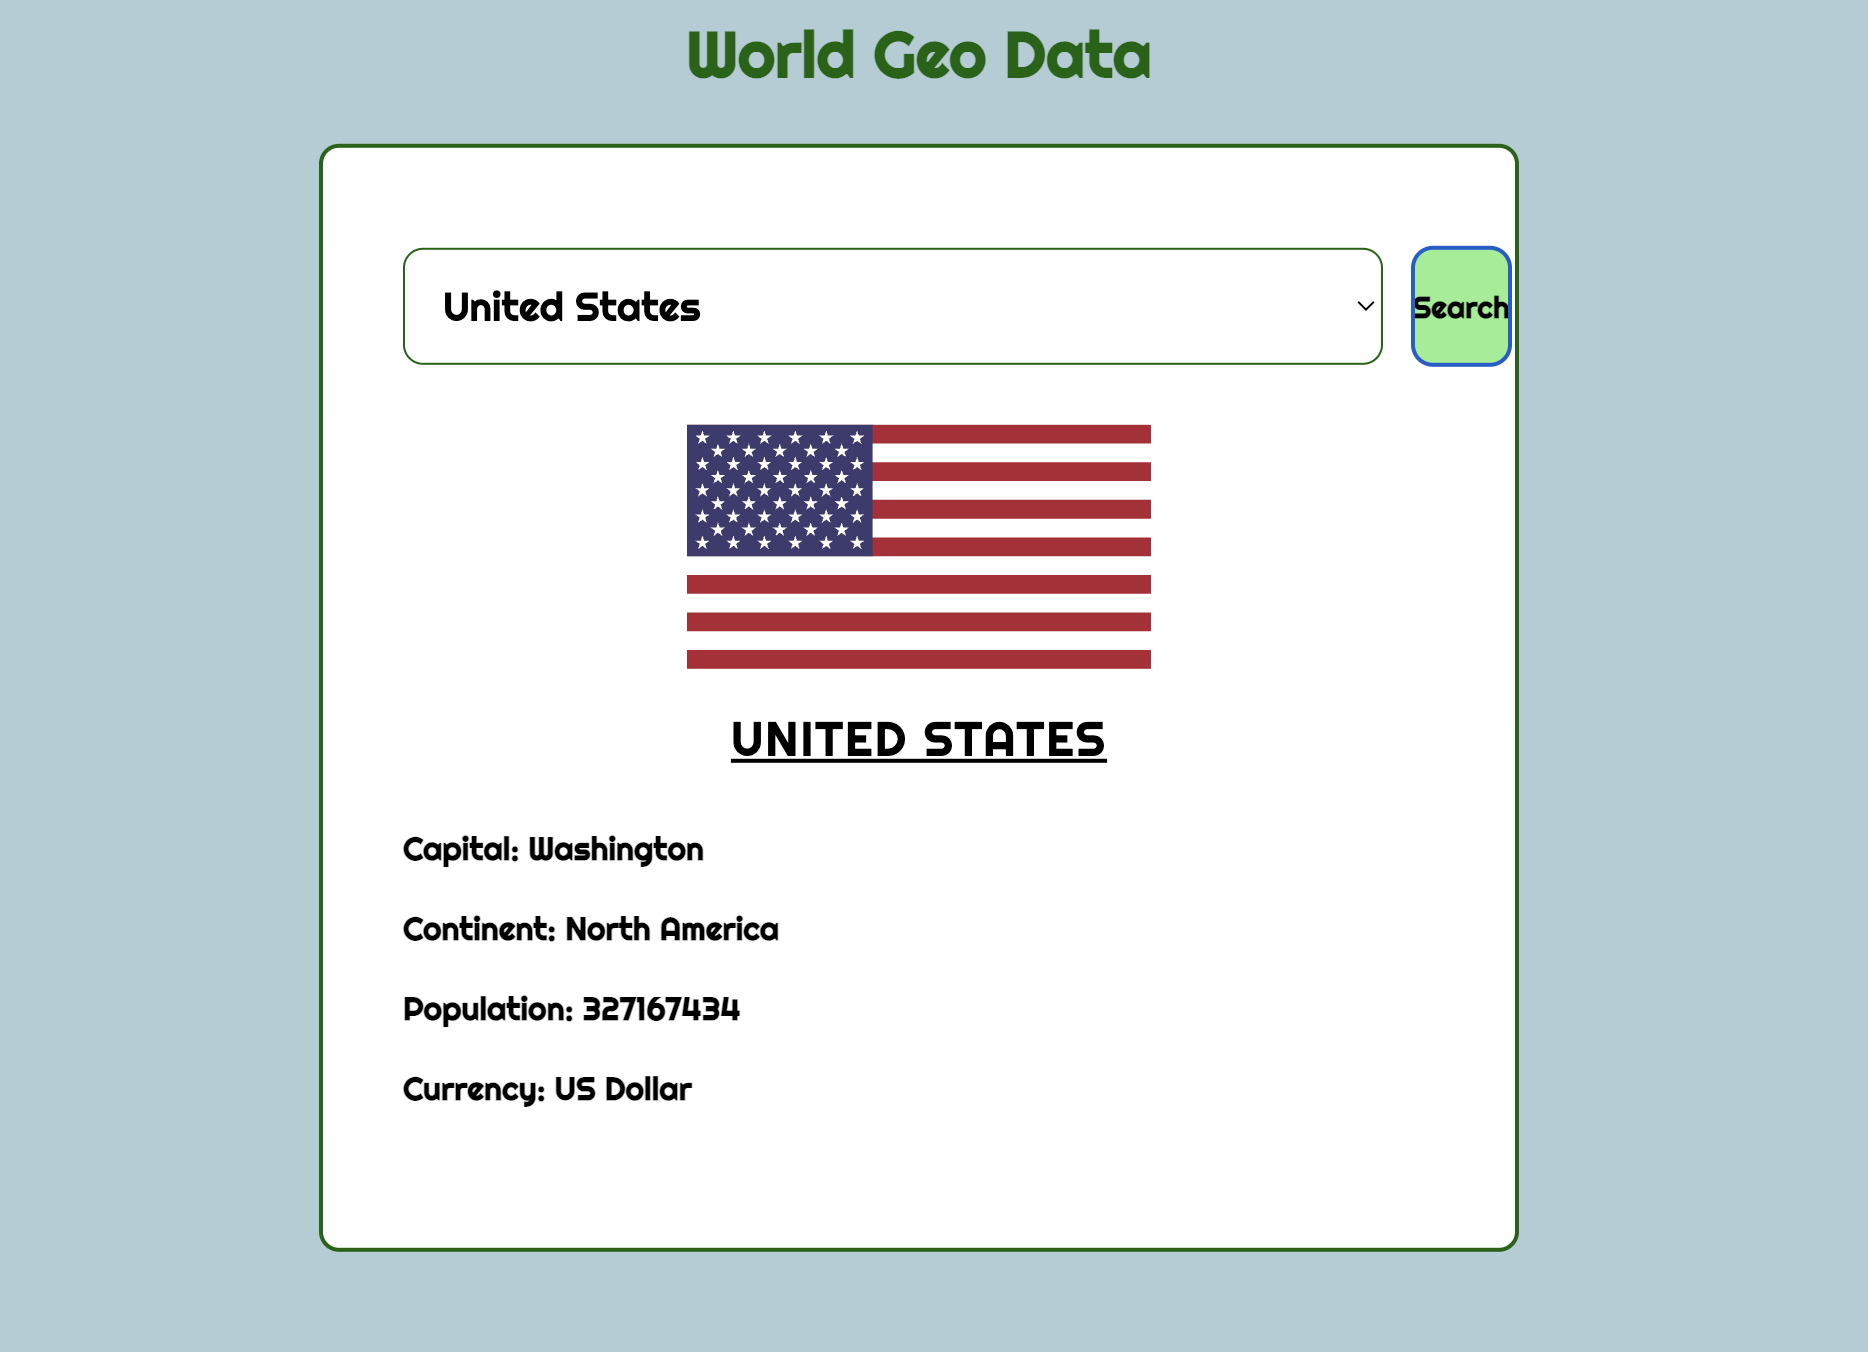 World Geo Data
United States
Search
UNITED STATES
Capital: Washington
Continent: North America
Population: 327167434
Currency: US Dollar